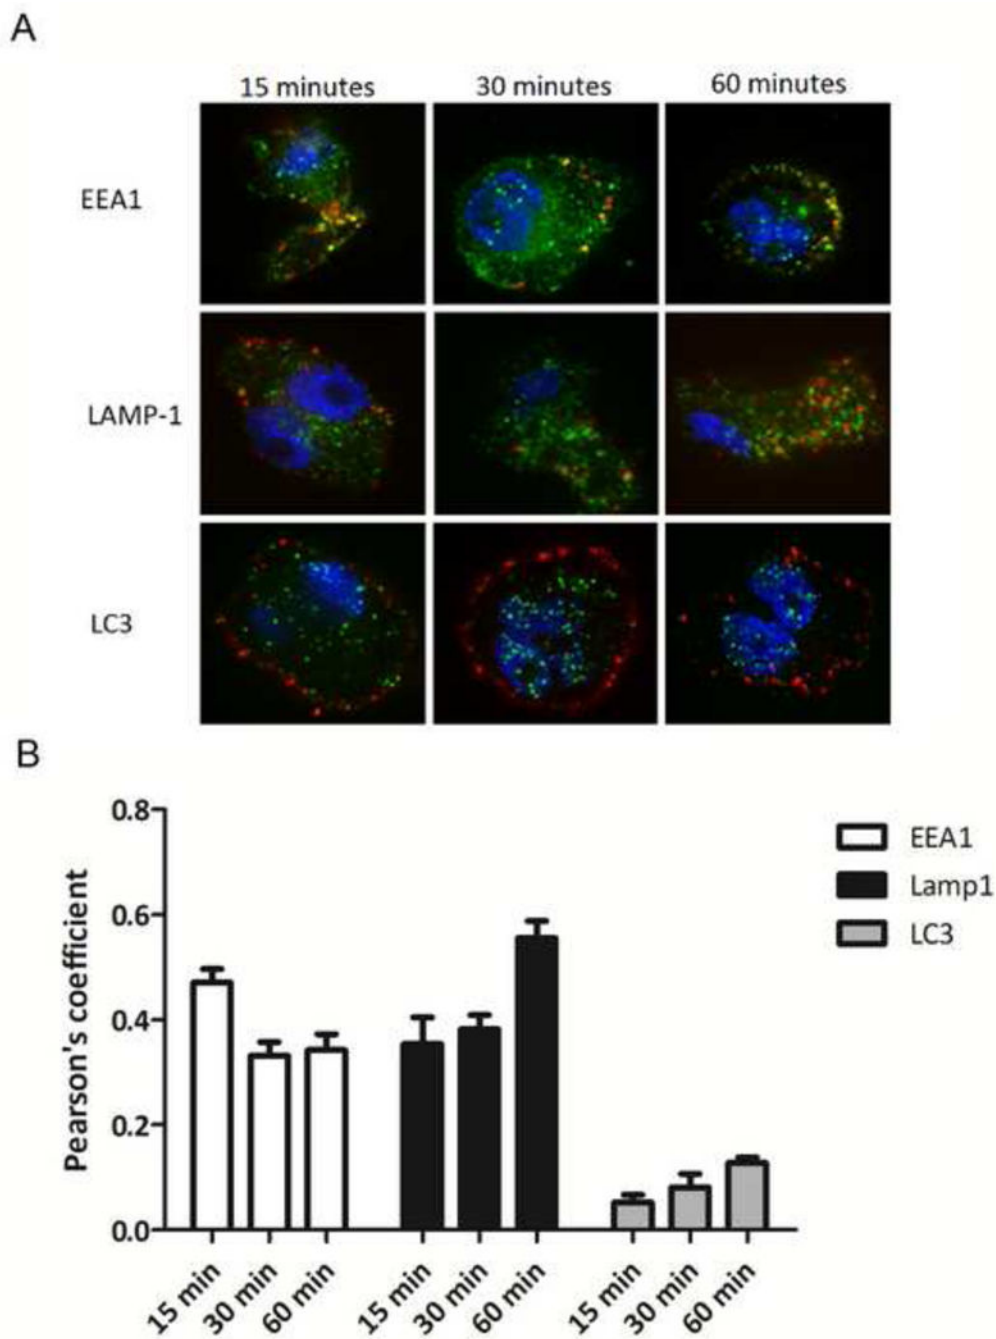 A
15 minutes 30 minutes 60 minutes
EEA1
LAMP-1
LC3
B
Pearson's coefficient
0.8
0.6
0.4
0.2
0.0
15 min 30 min 60 min 15 min 30 min 60 min 15 min 30 min 60 min
EEA1
Lamp1
LC3